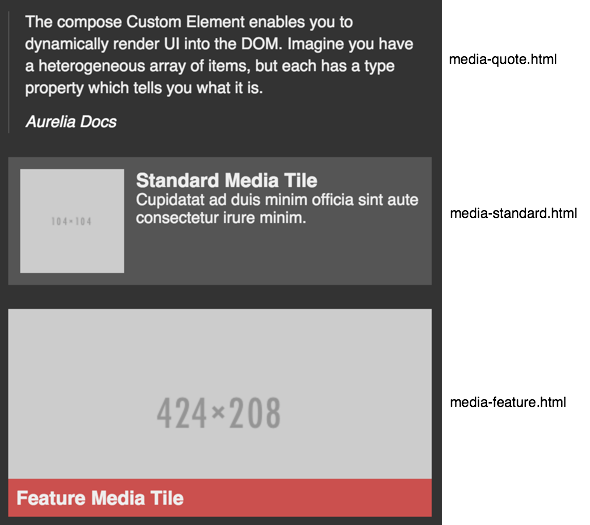 The compose Custom Element enables you to
dynamically render UI into the DOM. Imagine you have
a heterogeneous array of items, but each has a type
property which tells you what it is.
Aurelia Docs
media-quote.html
104×104
Standard Media Tile
Cupidatat ad duis minim officia sint aute
consectetur irure minim.
media-standard.html
424×208
Feature Media Tile
media-feature.html